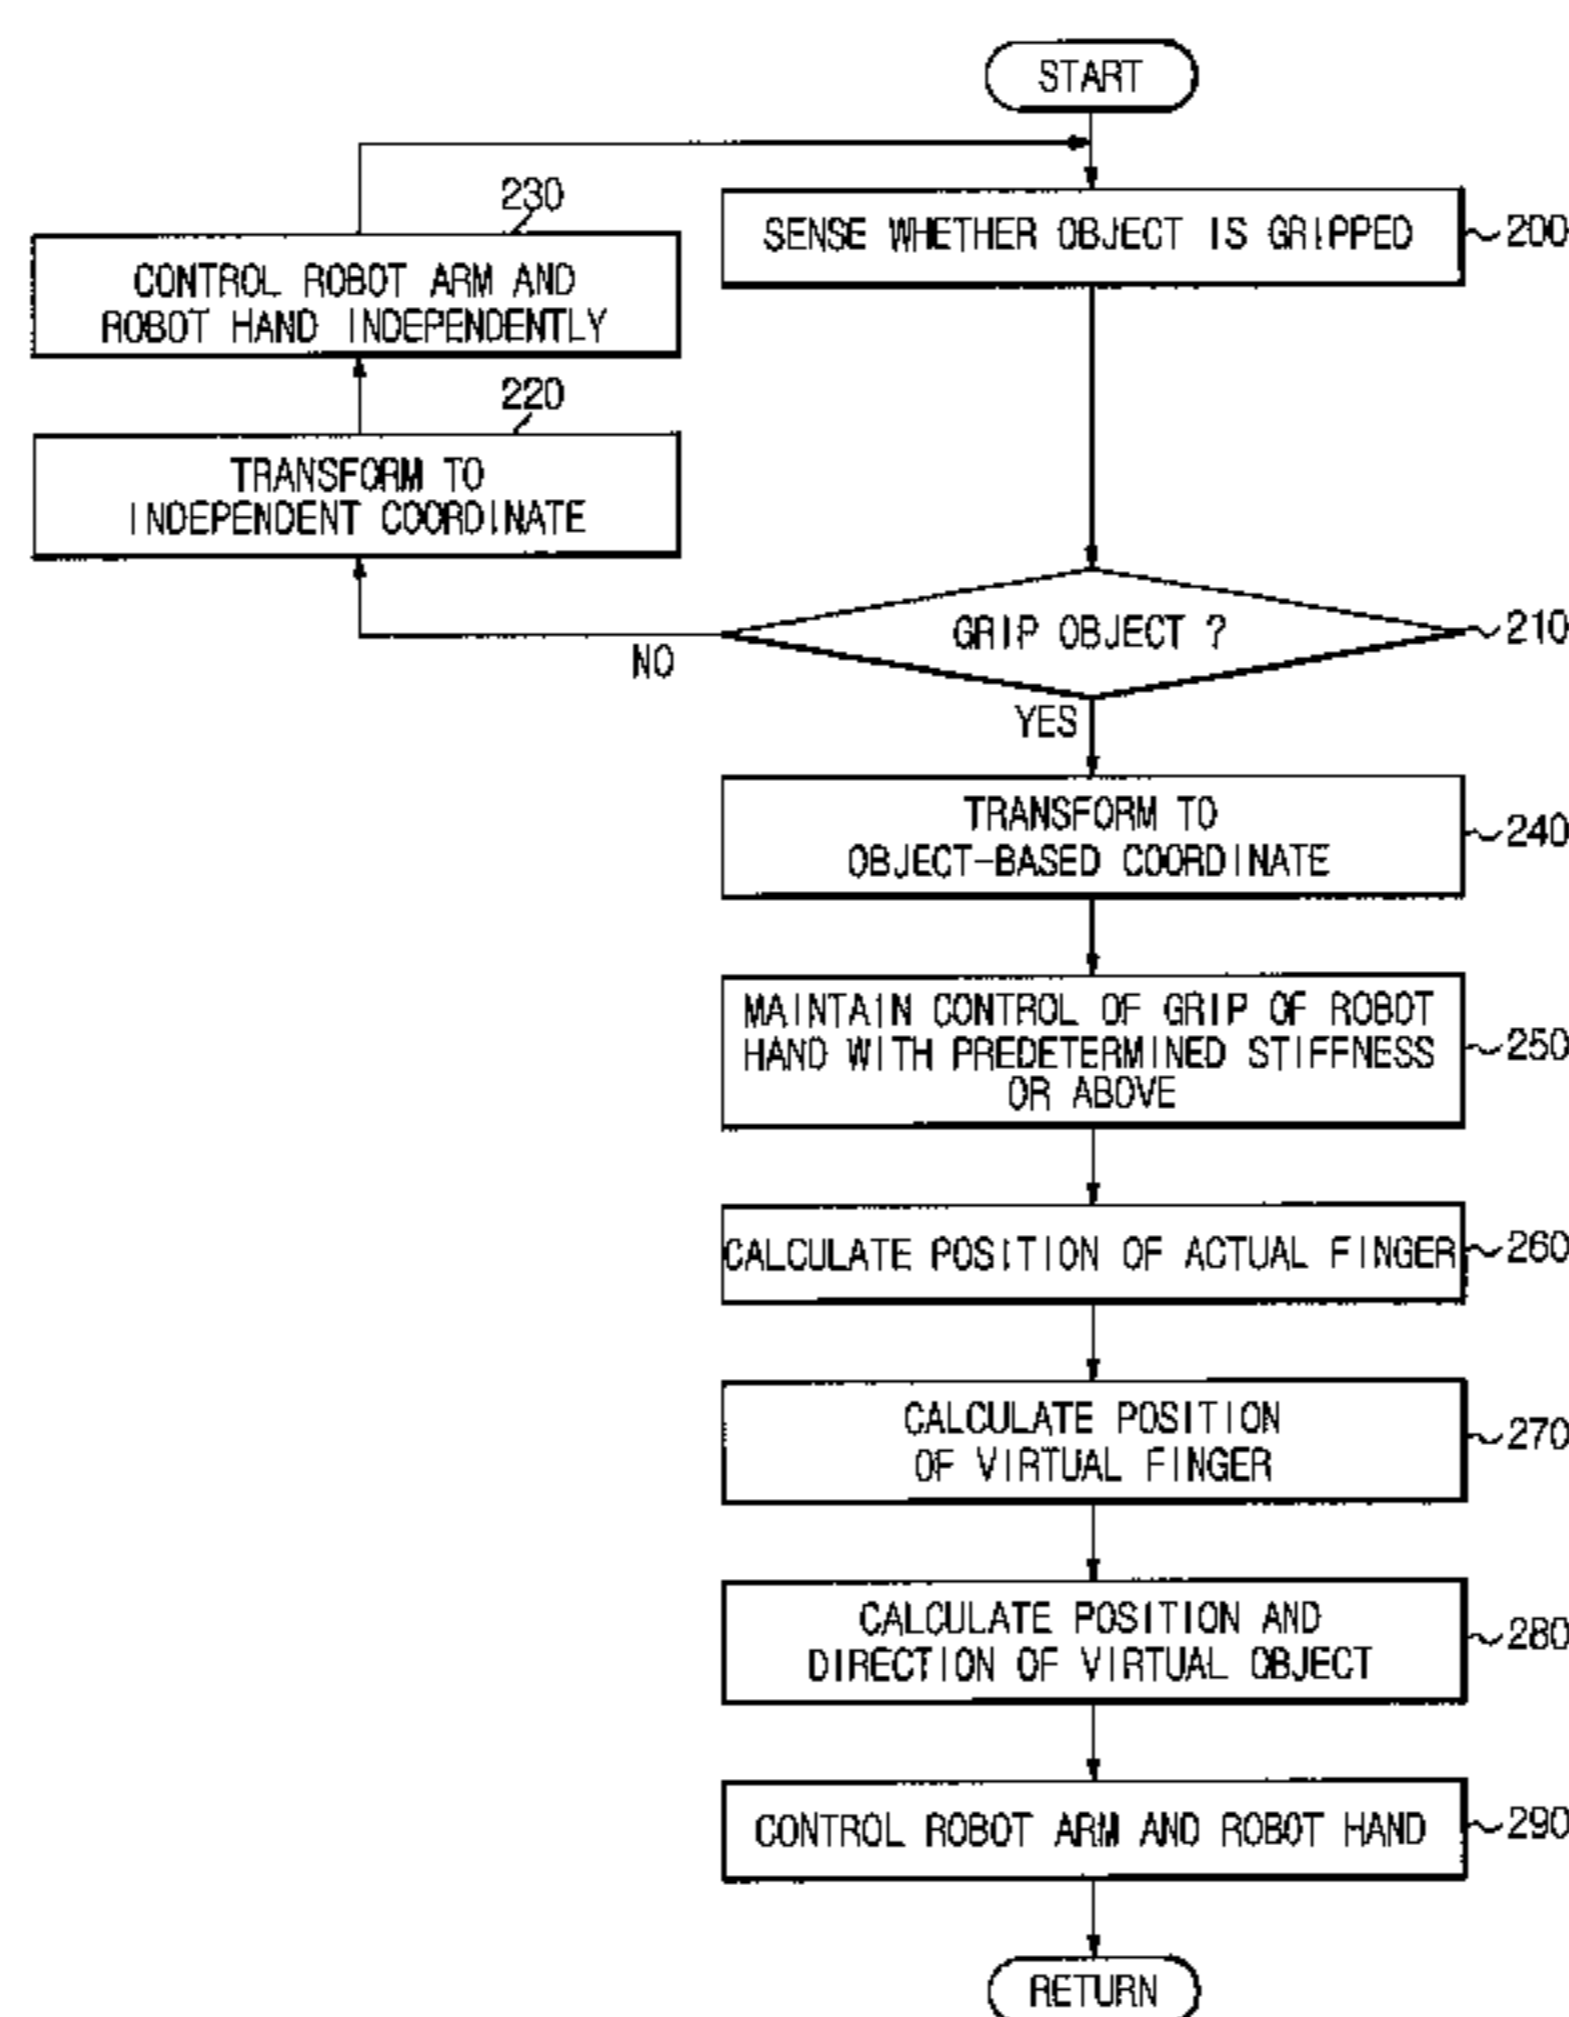 START
230
SENSE WHETHER OBJECT IS GRIPPED
200
CONTROL ROBOT ARM AND
ROBOT HAND INDEPENDENTLY
220
TRANSFORM TO
INDEPENDENT COORDINATE
GRIP OBJECT ?
210
NO
YES
TRANSFORM TO
OBJECT-BASED COORDINATE
240
MAINTAIN CONTROL OF GRIP OF ROBOT
HAND WITH PREDETERMINED STIFFNESS
OR ABOVE
250
CALCULATE POSITION OF ACTUAL FINGER
260
CALCULATE POSITION
OF VIRTUAL FINGER
270
CALCULATE POSITION AND
DIRECTION OF VIRTUAL OBJECT
280
CONTROL ROBOT ARM AND ROBOT HAND
290
RETURN